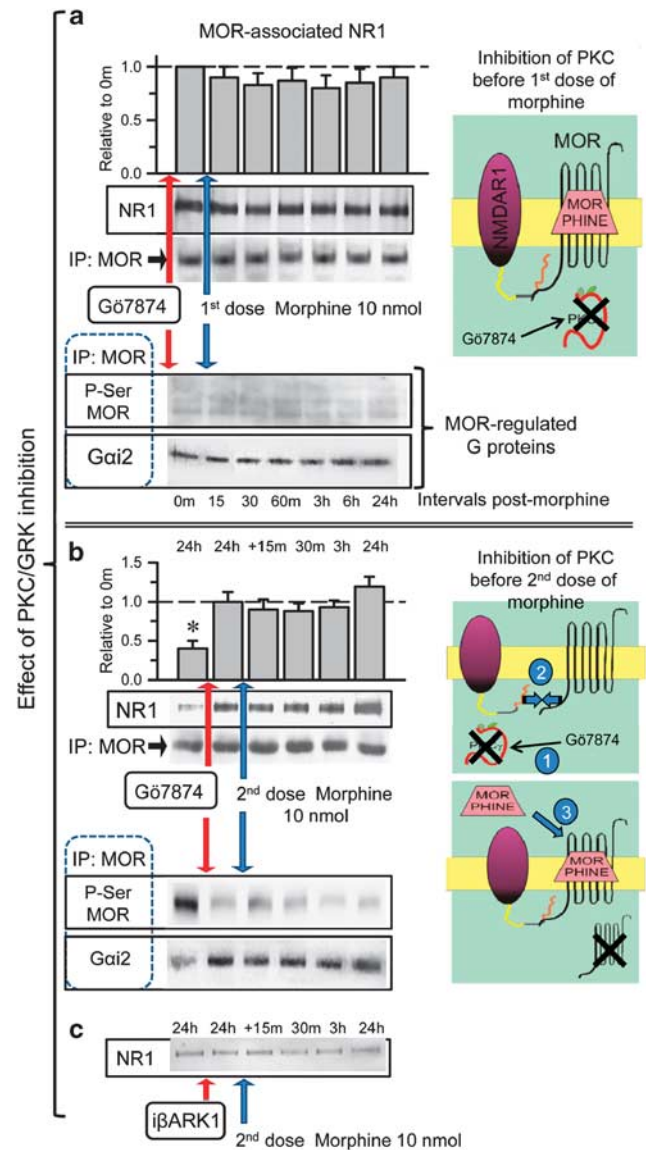 Effect of PKC/GRK inhibition
a
MOR-associated NR1
Relative to 0m
1.0
0.5
0.0
NR1
IP: MOR
Gö7874
1st dose Morphine 10 nmol
IP: MOR
P-Ser
MOR
Gαi2
MOR-regulated
G proteins
0m 15 30 60m 3h 6h 24h
Intervals post-morphine
Inhibition of PKC
before 1st dose of
morphine
MOR
NMDAR1
MOR
PHINE
Gö7874
b
24h 24h +15m 30m 3h 24h
Relative to 0m
1.5
1.0
0.5
0.0
*
NR1
IP: MOR
Gö7874
2nd dose Morphine
10 nmol
IP: MOR
P-Ser
MOR
Gαi2
Inhibition of PKC
before 2nd dose of
morphine
2
Gö7874
1
MOR
PHINE
3
MOR
PHINE
c
24h 24h +15m 30m 3h 24h
NR1
iβARK1
2nd dose Morphine 10 nmol